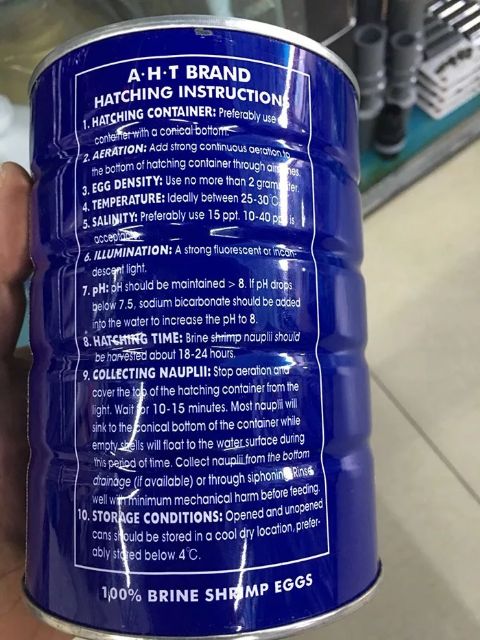 A·H·T BRAND
HATCHING INSTRUCTIONS
1. HATCHING CONTAINER: Preferably use
container with a conical bottom.
2. AERATION: Add strong continuous aeration to
the bottom of hatching container through
3. EGG DENSITY: Use no more than 2 gram
4. TEMPERATURE: Ideally between 25-30°C.
5. SALINITY: Preferably use 15 ppt. 10-40 ppt is
acceptable.
6. ILLUMINATION: A strong fluorescent or incan-
descent light.
7. pH: pH should be maintained > 8. If pH drops
below 7.5, sodium bicarbonate should be added
into the water to increase the pH to 8.
8. HATCHING TIME: Brine shrimp nauplii should
be harvested about 18-24 hours.
9. COLLECTING NAUPLII: Stop aeration and
cover the top of the hatching container from the
light. Wait for 10-15 minutes. Most nauplii will
sink to the conical bottom of the container while
empty shells will float to the water surface during
this period of time. Collect nauplii from the bottom
drainage (if available) or through siphoning. Rinse
well with minimum mechanical harm before feeding.
10. STORAGE CONDITIONS: Opened and unopened
cans should be stored in a cool dry location, prefer-
ably stored below 4°C.
100% BRINE SHRIMP EGGS